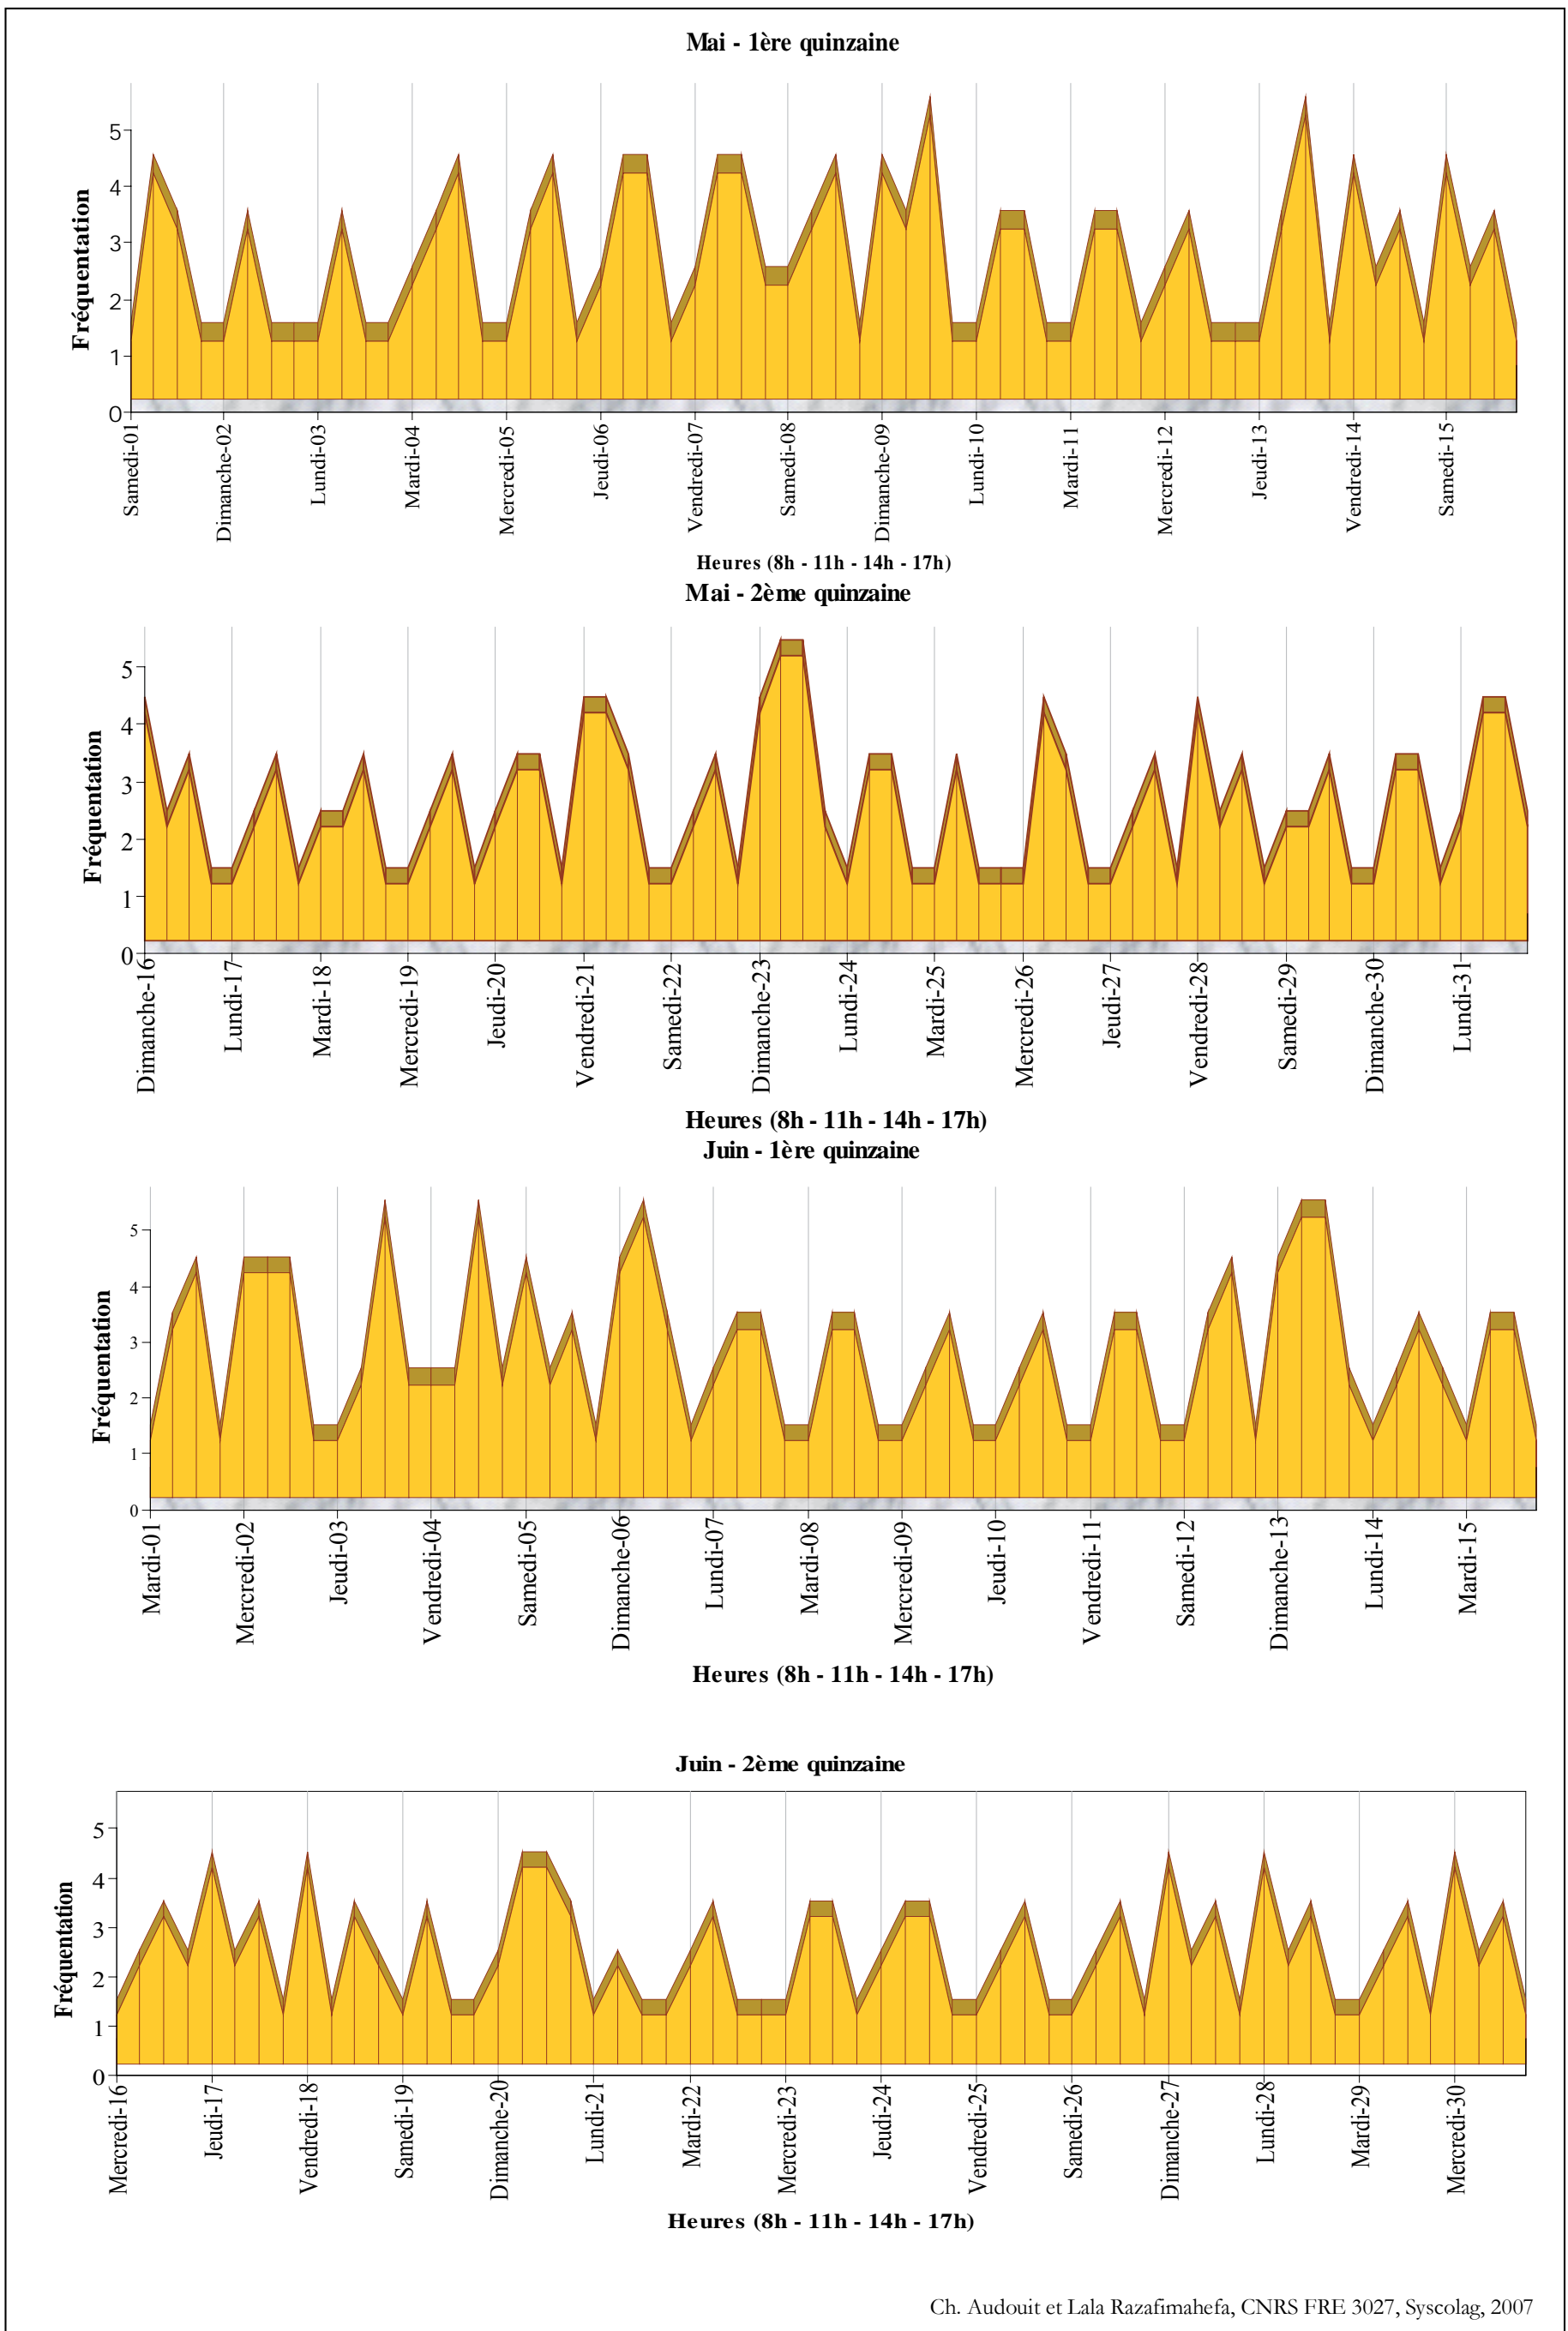 Mai - 1ère quinzaine
Fréquentation
5
4
3
2
1
0
Samedi-01
Dimanche-02
Lundi-03
Mardi-04
Mercredi-05
Jeudi-06
Vendredi-07
Samedi-08
Dimanche-09
Lundi-10
Mardi-11
Mercredi-12
Jeudi-13
Vendredi-14
Samedi-15
Heures (8h - 11h - 14h - 17h)
Mai - 2ème quinzaine
Fréquentation
5
4
3
2
1
0
Dimanche-16
Lundi-17
Mardi-18
Mercredi-19
Jeudi-20
Vendredi-21
Samedi-22
Dimanche-23
Lundi-24
Mardi-25
Mercredi-26
Jeudi-27
Vendredi-28
Samedi-29
Dimanche-30
Lundi-31
Heures (8h - 11h - 14h - 17h)
Juin - 1ère quinzaine
Fréquentation
5
4
3
2
1
0
Mardi-01
Mercredi-02
Jeudi-03
Vendredi-04
Samedi-05
Dimanche-06
Lundi-07
Mardi-08
Mercredi-09
Jeudi-10
Vendredi-11
Samedi-12
Dimanche-13
Lundi-14
Mardi-15
Heures (8h - 11h - 14h - 17h)
Juin - 2ème quinzaine
Fréquentation
5
4
3
2
1
0
Mercredi-16
Jeudi-17
Vendredi-18
Samedi-19
Dimanche-20
Lundi-21
Mardi-22
Mercredi-23
Jeudi-24
Vendredi-25
Samedi-26
Dimanche-27
Lundi-28
Mardi-29
Mercredi-30
Heures (8h - 11h - 14h - 17h)
Ch. Audouit et Lala Razafimahefa, CNRS FRE 3027, Syscolag, 2007